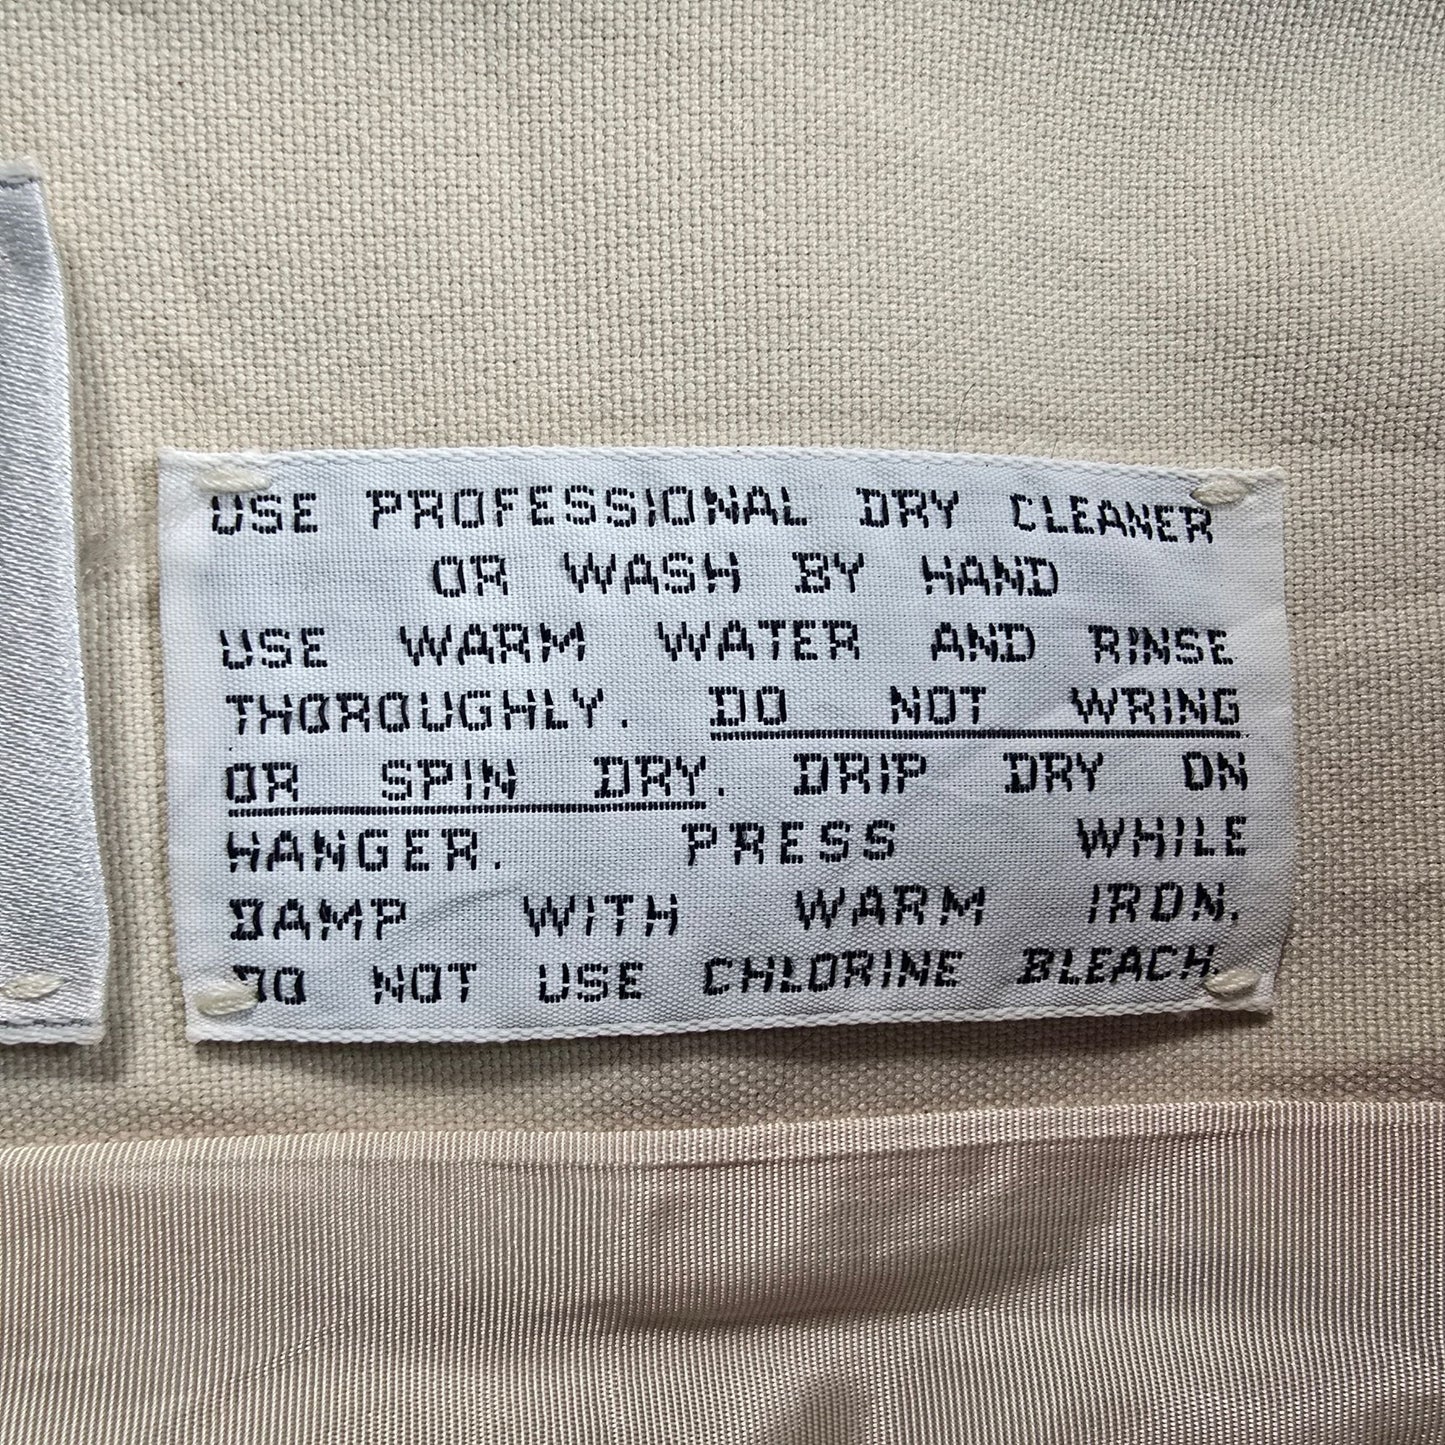 USE PROFESSIONAL DRY CLEANER
OR WASH BY HAND
USE WARM WATER AND RINSE
THOROUGHLY. DO NOT WRING
OR SPIN DRY. DRIP DRY ON
HANGER. PRESS WHILE
DAMP WITH WARM IRON.
DO NOT USE CHLORINE BLEACH.